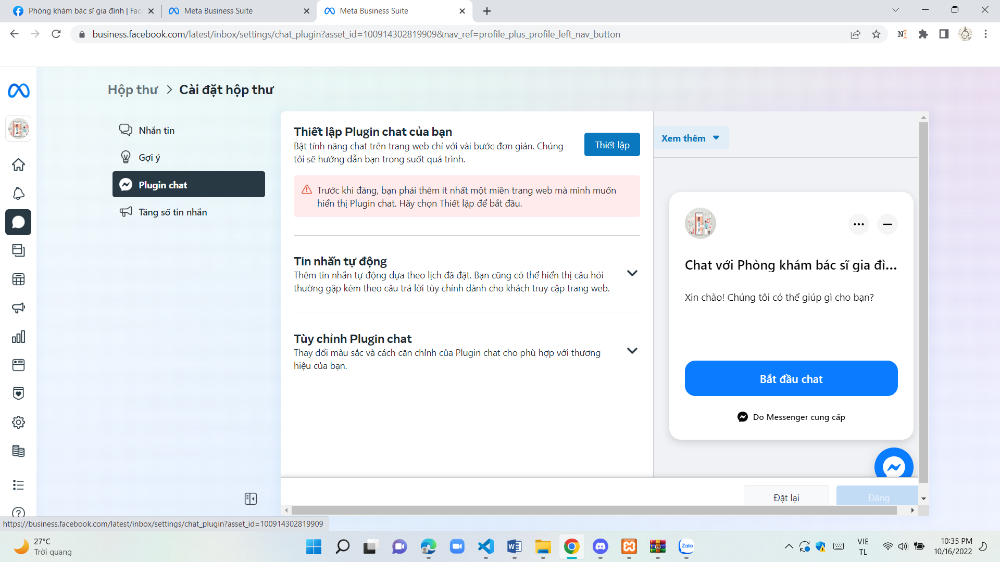 Phòng khám bác sĩ gia đình | Fac
Meta Business Suite
Meta Business Suite
business.facebook.com/latest/inbox/settings/chat_plugin?asset_id=100914302819909&nav_ref=profile_plus_profile_left_nav_button
Hộp thư > Cài đặt hộp thư
Nhắn tin
Gợi ý
Plugin chat
Tăng số tin nhắn
Thiết lập Plugin chat của bạn
Bật tính năng chat trên trang web chỉ với vài bước đơn giản. Chúng
tôi sẽ hướng dẫn bạn trong suốt quá trình.
Thiết lập
Trước khi đăng, bạn phải thêm ít nhất một miền trang web mà mình muốn
hiển thị Plugin chat. Hãy chọn Thiết lập để bắt đầu.
Tin nhắn tự động
Thêm tin nhắn tự động dựa theo lịch đã đặt. Bạn cũng có thể hiển thị câu hỏi
thường gặp kèm theo câu trả lời tùy chỉnh dành cho khách truy cập trang web.
Tùy chỉnh Plugin chat
Thay đổi màu sắc và cách căn chỉnh của Plugin chat cho phù hợp với thương
hiệu của bạn.
Xem thêm
Chat với Phòng khám bác sĩ gia đì...
Xin chào! Chúng tôi có thể giúp gì cho bạn?
Bắt đầu chat
Do Messenger cung cấp
Đặt lại
Đăng
https://business.facebook.com/latest/inbox/settings/chat_plugin?asset_id=100914302819909
27°C
Trời quang
Zalo
VIE
TL
10:35 PM
10/16/2022